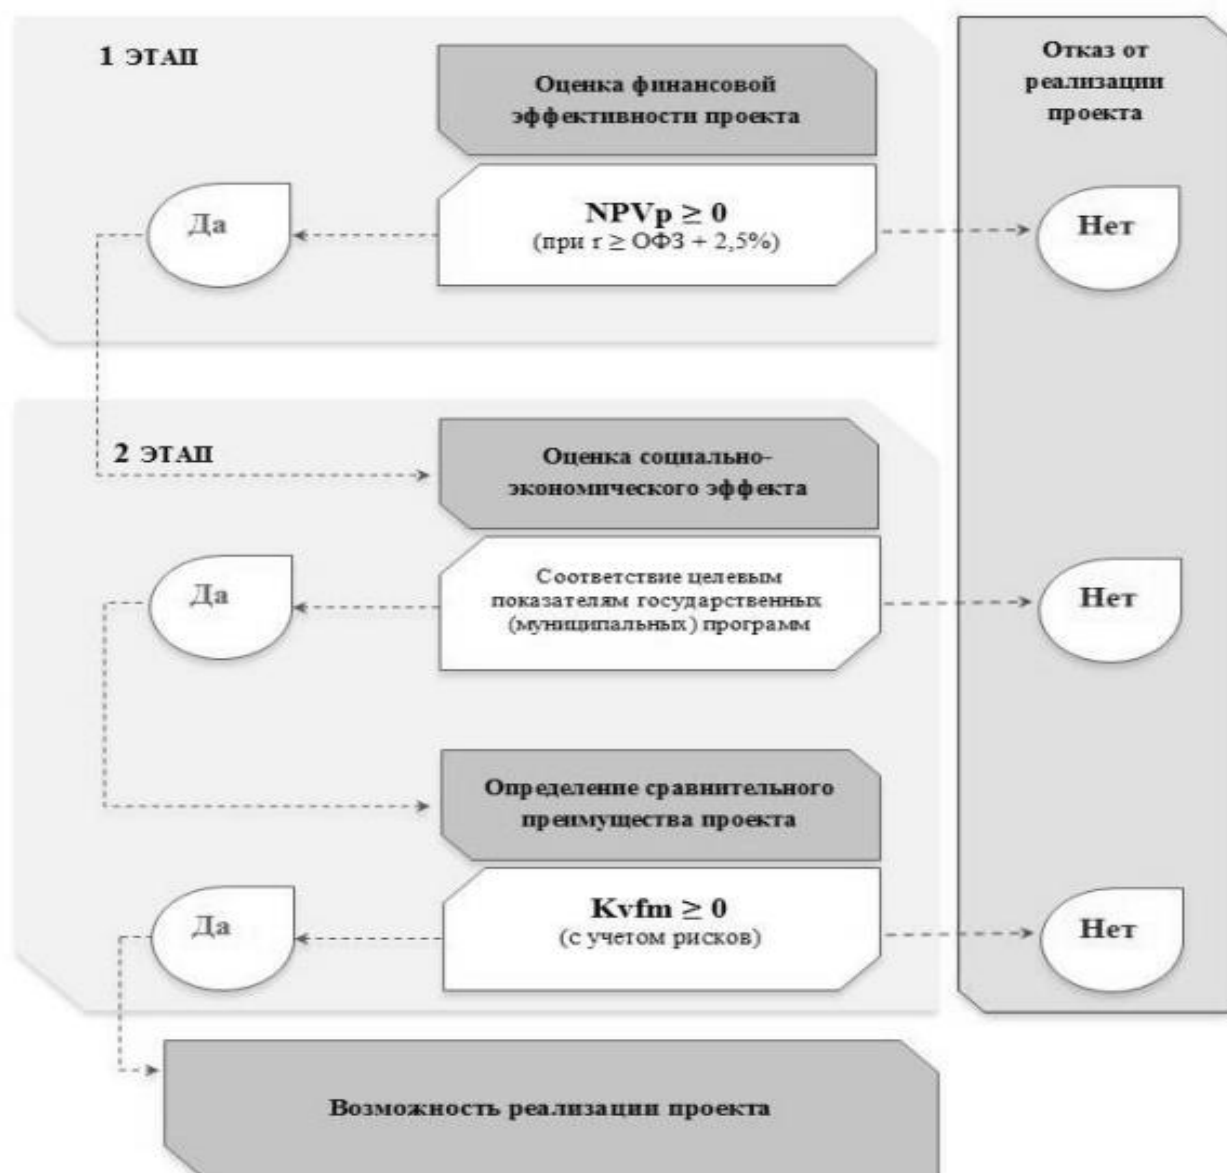 1 ЭТАП
Оценка финансовой
эффективности проекта
Отказ от
реализации
проекта
Да
NPVp ≥ 0
(при r ≥ ОФЗ + 2,5%)
Нет
2 ЭТАП
Оценка социально-
экономического эффекта
Да
Соответствие целевым
показателям государственных
(муниципальных) программ
Нет
Определение сравнительного
преимущества проекта
Да
Kvfm ≥ 0
(с учетом рисков)
Нет
Возможность реализации проекта